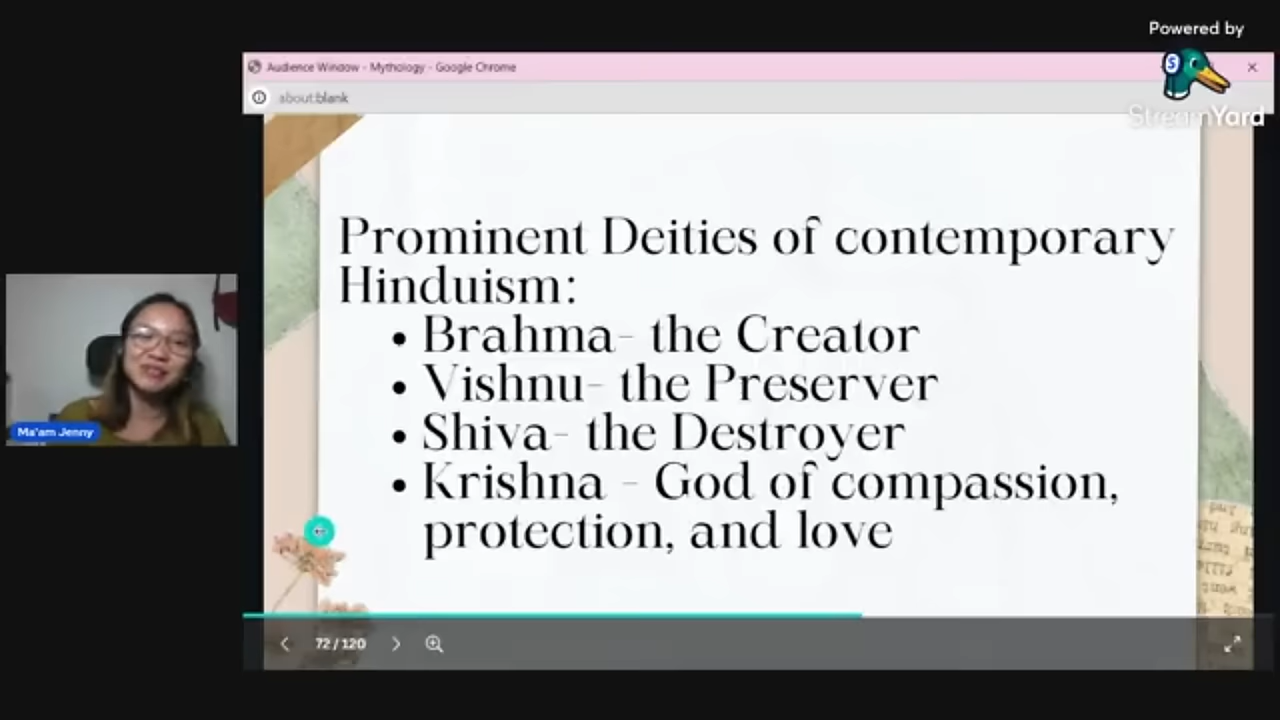 Powered by
StreamYard
Audience Window - Mythology - Google Chrome
about:blank
Prominent Deities of contemporary
Hinduism:
• Brahma- the Creator
• Vishnu- the Preserver
• Shiva- the Destroyer
• Krishna - God of compassion,
protection, and love
Ma'am Jenny
72 / 120